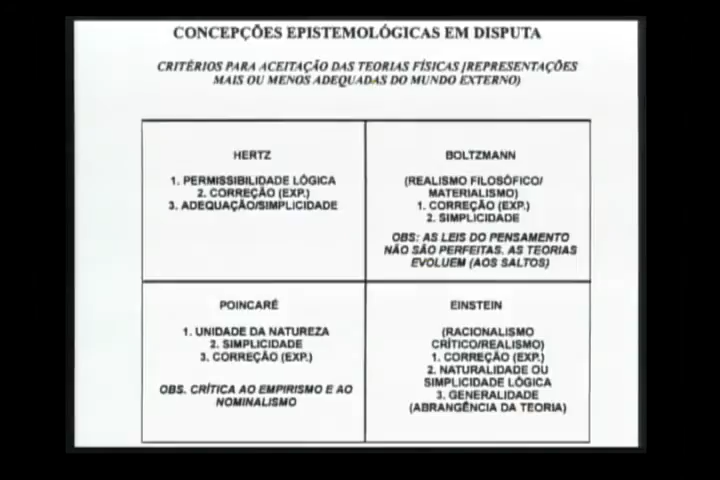 CONCEPÇÕES EPISTEMOLÓGICAS EM DISPUTA
CRITÉRIOS PARA ACEITAÇÃO DAS TEORIAS FÍSICAS [REPRESENTAÇÕES
MAIS OU MENOS ADEQUADAS DO MUNDO EXTERNO)
HERTZ
1. PERMISSIBILIDADE LÓGICA
2. CORREÇÃO (EXP.)
3. ADEQUAÇÃO/SIMPLICIDADE
BOLTZMANN
(REALISMO FILOSÓFICO/
MATERIALISMO)
1. CORREÇÃO (EXP.)
2. SIMPLICIDADE
OBS: AS LEIS DO PENSAMENTO
NÃO SÃO PERFEITAS. AS TEORIAS
EVOLUEM (AOS SALTOS)
POINCARÉ
1. UNIDADE DA NATUREZA
2. SIMPLICIDADE
3. CORREÇÃO (EXP.)
OBS. CRÍTICA AO EMPIRISMO E AO
NOMINALISMO
EINSTEIN
(RACIONALISMO
CRÍTICO/REALISMO)
1. CORREÇÃO (EXP.)
2. NATURALIDADE OU
SIMPLICIDADE LÓGICA
3. GENERALIDADE
(ABRANGÊNCIA DA TEORIA)